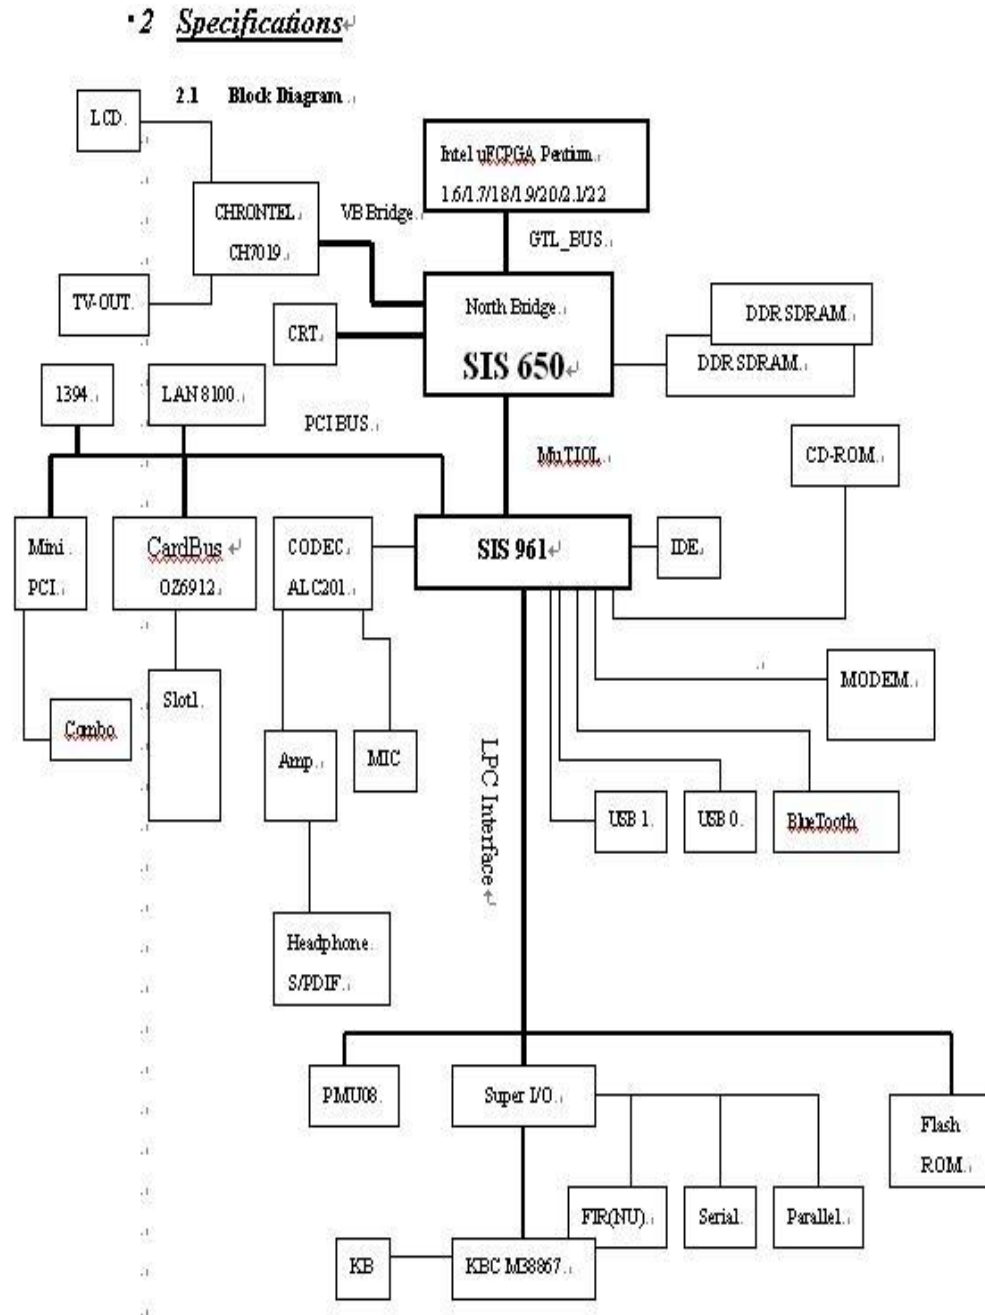 2 Specifications
2.1 Block Diagram
LCD
Intel uFCPGA Pentium
1.6/1.7/18/1.9/20/2.1/22
CHRONTEL
CH7019
VB Bridge
GTL_BUS
TV-OUT
CRT
North Bridge
SIS 650
DDR SDRAM
DDR SDRAM
1394
LAN 8100
PCI BUS
MuTIOL
CD-ROM
Mini
PCI
CardBus
OZ6912
CODEC
ALC201
SIS 961
IDE
MODEM
Combo
Slot1
Amp
MIC
LPC Interface
USB 1
USB 0
BlueTooth
Headphone
S/PDIF
PMU08
Super I/O
Flash
ROM
FIR(NU)
Serial
Parallel
KB
KBC M38867